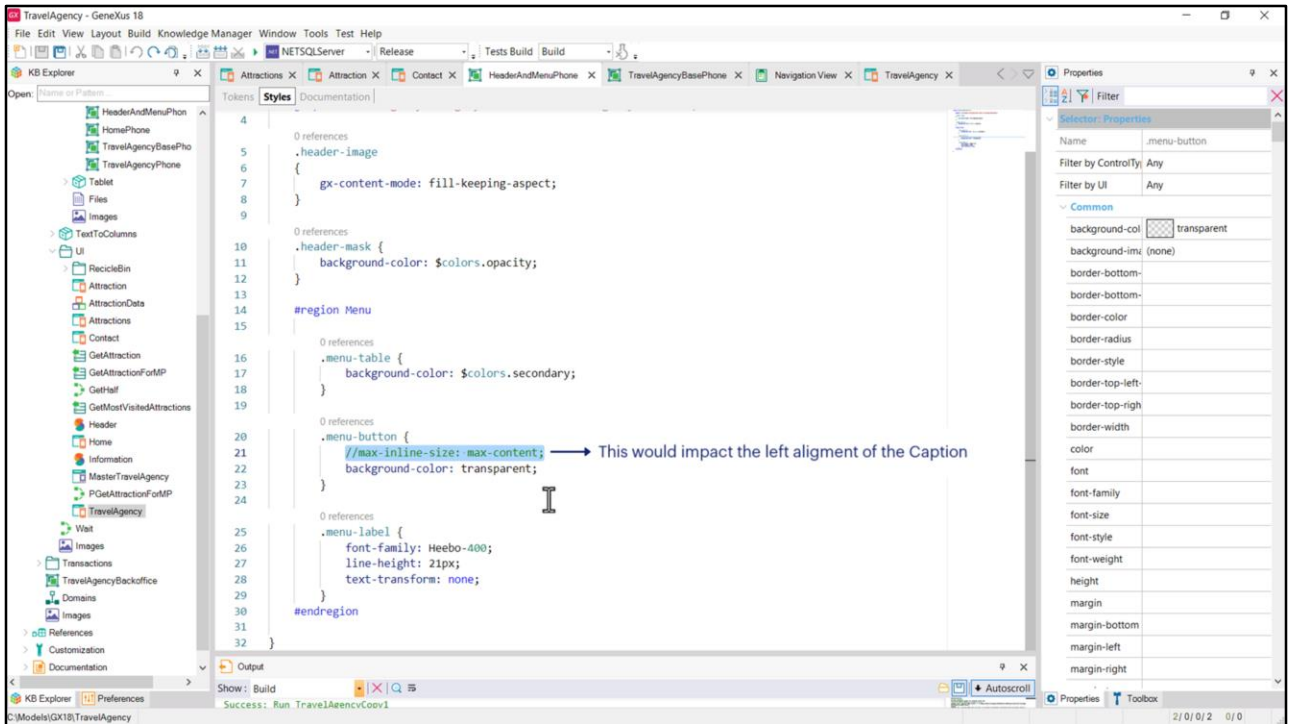 TravelAgency - GeneXus 18
File Edit View Layout Build Knowledge Manager Window Tools Test Help
NETSQLServer Release Tests Build Build
KB Explorer
Open: Name or Pattern...
HeaderAndMenuPhon
HomePhone
TravelAgencyBasePho
TravelAgencyPhone
Tablet
Files
Images
TextToColumns
UI
RecicleBin
Attraction
AttractionData
Attractions
Contact
GetAttraction
GetAttractionForMP
GetHalf
GetMostVisitedAttractions
Header
Home
Information
MasterTravelAgency
PGetAttractionForMP
TravelAgency
Wait
Images
Transactions
TravelAgencyBackoffice
Domains
Images
References
Customization
Documentation
KB Explorer Preferences
Attractions Attraction Contact HeaderAndMenuPhone TravelAgencyBasePhone Navigation View TravelAgency
Tokens Styles Documentation
4
0 references
5 .header-image
6 {
7 gx-content-mode: fill-keeping-aspect;
8 }
9
0 references
10 .header-mask {
11 background-color: $colors.opacity;
12 }
13
14 #region Menu
15
0 references
16 .menu-table {
17 background-color: $colors.secondary;
18 }
19
0 references
20 .menu-button {
21 //max-inline-size: max-content; This would impact the left aligment of the Caption
22 background-color: transparent;
23 }
24
0 references
25 .menu-label {
26 font-family: Heebo-400;
27 line-height: 21px;
28 text-transform: none;
29 }
30 #endregion
31
32 }
Output
Show: Build
Autoscroll
Success: Run TravelAgencyCopy1
Properties
Filter
Selector: Properties
Name .menu-button
Filter by ControlTy Any
Filter by UI Any
Common
background-col transparent
background-ima (none)
border-bottom-
border-bottom-
border-color
border-radius
border-style
border-top-left-
border-top-righ
border-width
color
font
font-family
font-size
font-style
font-weight
height
margin
margin-bottom
margin-left
margin-right
Properties Toolbox
C:\Models\GX18\TravelAgency
2/ 0/ 0/ 2 0/ 0